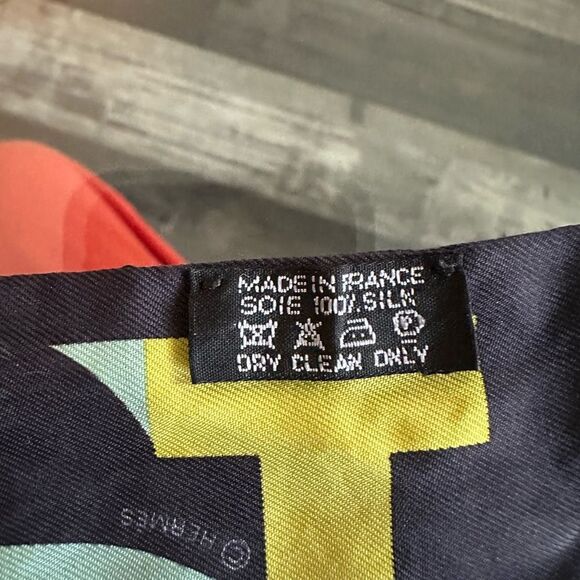 MADE IN FRANCE
SOIE 100% SILK
DRY CLEAN ONLY
© HERMÈS